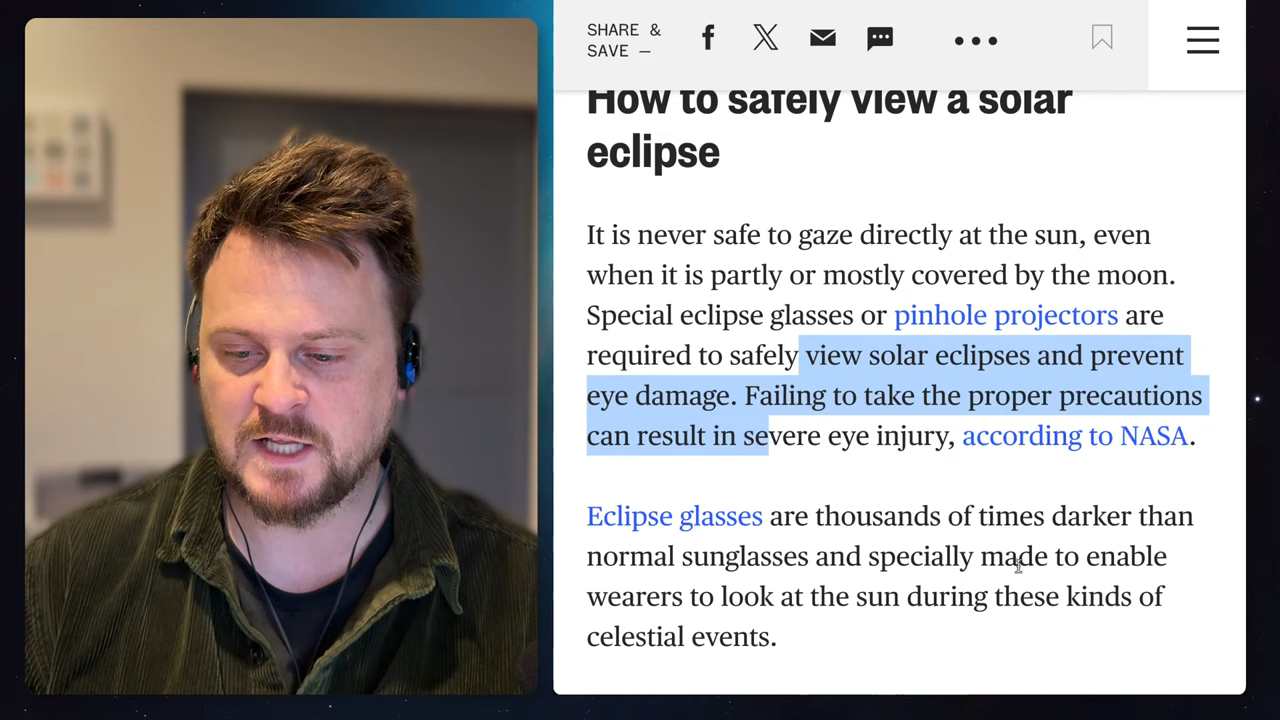 SHARE &
SAVE —
How to safely view a solar
eclipse
It is never safe to gaze directly at the sun, even
when it is partly or mostly covered by the moon.
Special eclipse glasses or pinhole projectors are
required to safely view solar eclipses and prevent
eye damage. Failing to take the proper precautions
can result in severe eye injury, according to NASA.
Eclipse glasses are thousands of times darker than
normal sunglasses and specially made to enable
wearers to look at the sun during these kinds of
celestial events.